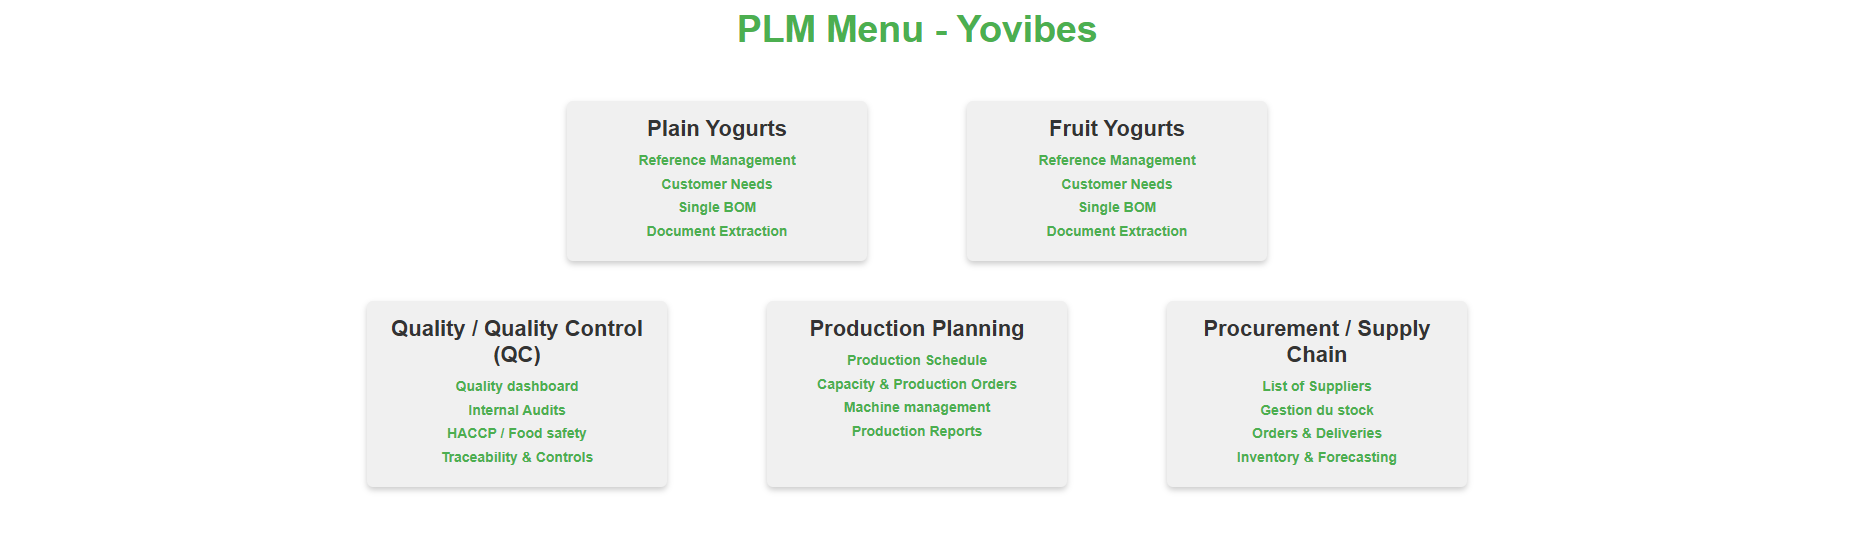 PLM Menu - Yovibes
Plain Yogurts
Reference Management
Customer Needs
Single BOM
Document Extraction
Fruit Yogurts
Reference Management
Customer Needs
Single BOM
Document Extraction
Quality / Quality Control
(QC)
Quality dashboard
Internal Audits
HACCP / Food safety
Traceability & Controls
Production Planning
Production Schedule
Capacity & Production Orders
Machine management
Production Reports
Procurement / Supply
Chain
List of Suppliers
Gestion du stock
Orders & Deliveries
Inventory & Forecasting